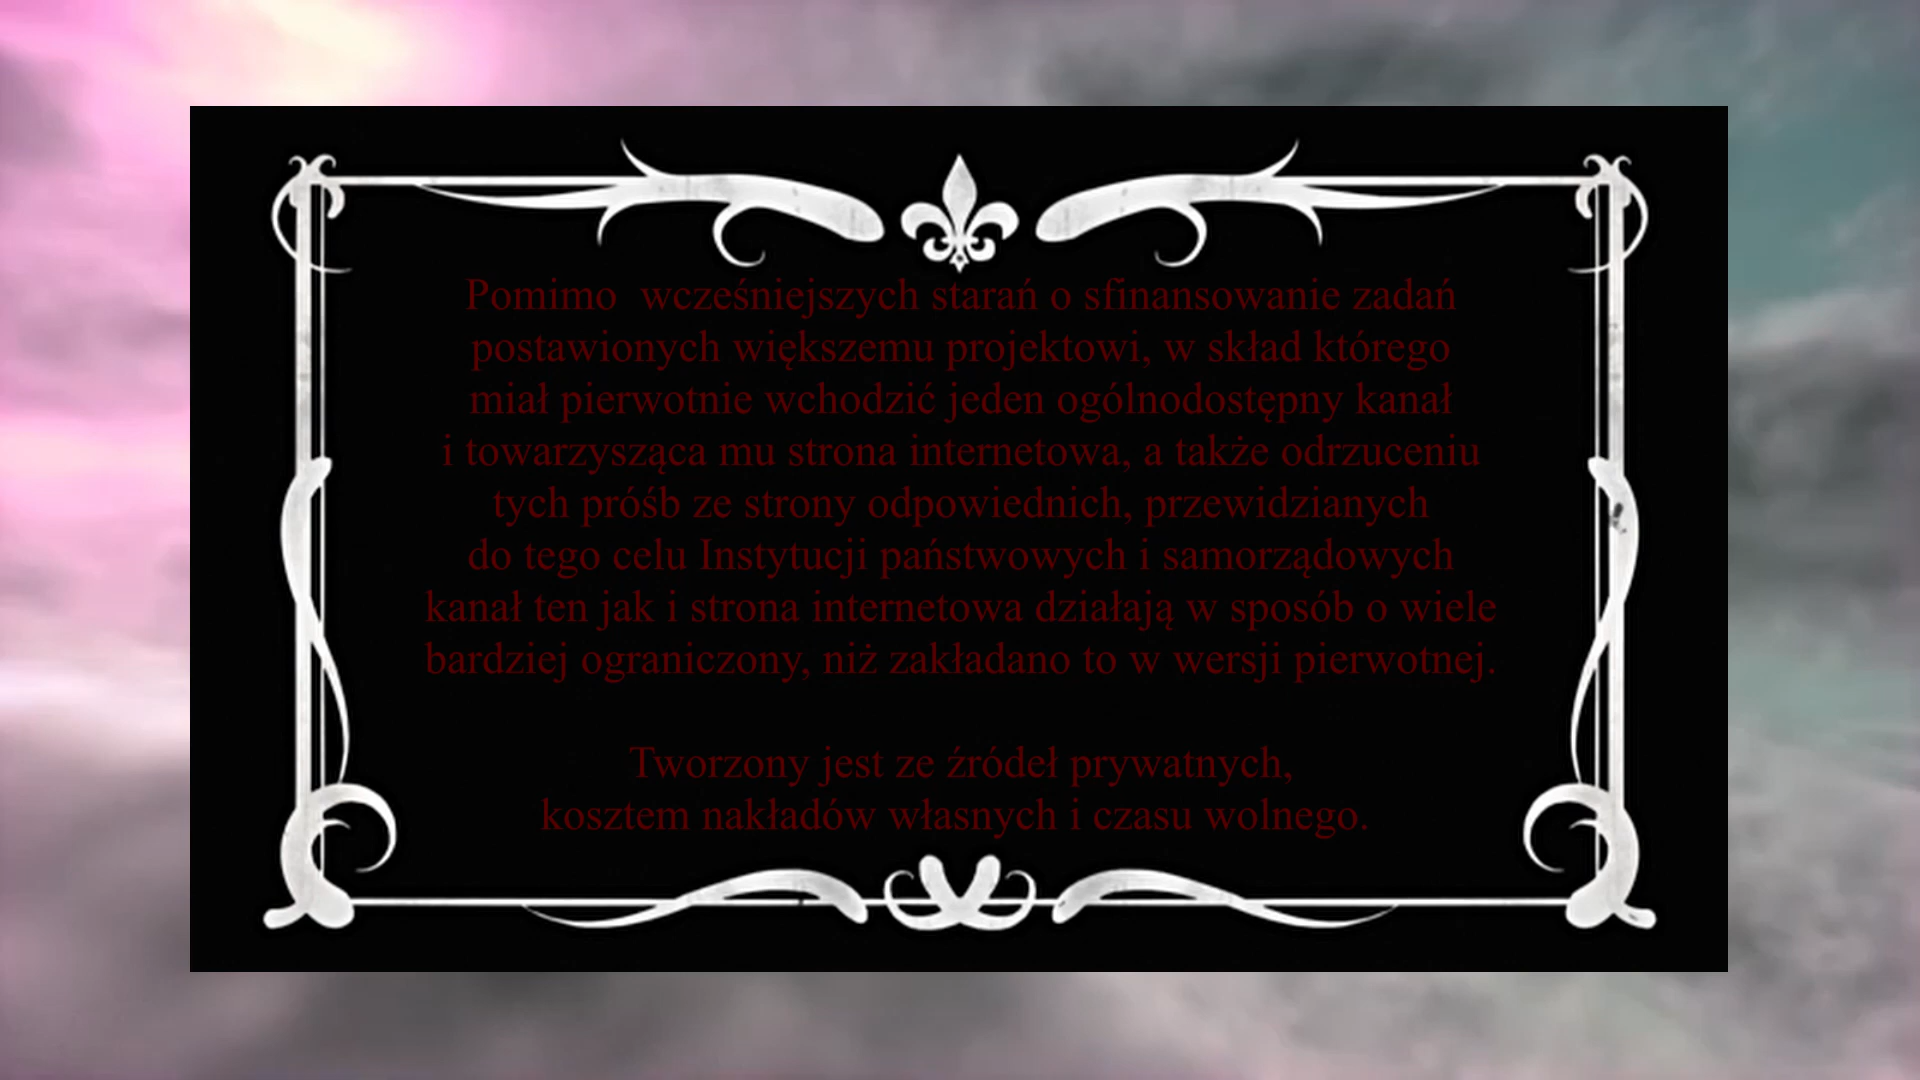 Pomimo  wcześniejszych starań o sfinansowanie zadań
postawionych większemu projektowi, w skład którego
miał pierwotnie wchodzić jeden ogólnodostępny kanał
i towarzysząca mu strona internetowa, a także odrzuceniu
tych próśb ze strony odpowiednich, przewidzianych
do tego celu Instytucji państwowych i samorządowych
kanał ten jak i strona internetowa działają w sposób o wiele
bardziej ograniczony, niż zakładano to w wersji pierwotnej.
Tworzony jest ze źródeł prywatnych,
kosztem nakładów własnych i czasu wolnego.